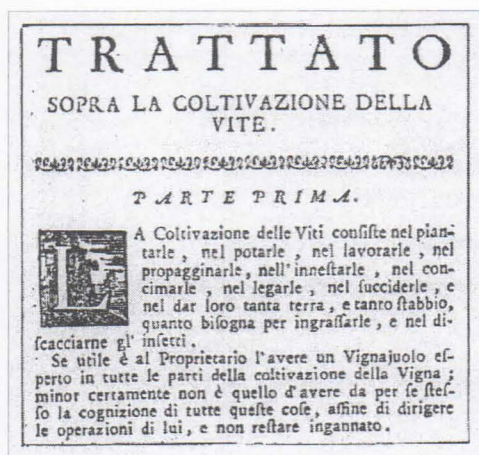 TRATTATO
SOPRA LA COLTIVAZIONE DELLA
VITE.
PARTE PRIMA.
LA Coltivazione delle Viti conſiſte nel pian-
tarle, nel potarle, nel lavorarle, nel
propagginarle, nell' inneſtarle, nel con-
cimarle, nel legarle, nel ſucciderle, e
nel dar loro tanta terra, e tanto ſtabbio,
quanto biſogna per ingraſſarle, e nel di-
ſcacciarne gl' inſetti.
Se utile è al Proprietario l'avere un Vignajuolo eſ-
perto in tutte le parti della coltivazione della Vigna;
minor certamente non è quello d'avere da per ſe ſteſ-
ſo la cognizione di tutte queſte coſe, affine di dirigere
le operazioni di lui, e non reſtare ingannato.